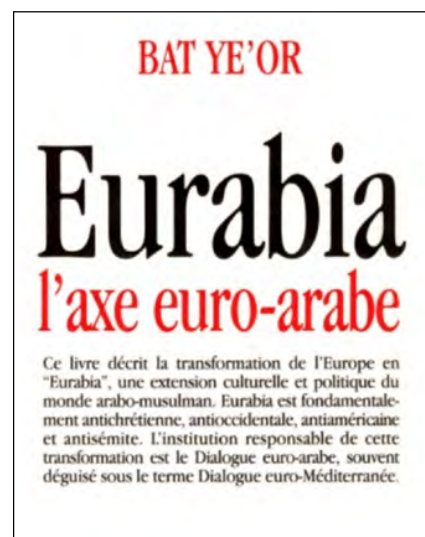 BAT YE'OR
Eurabia
l'axe euro-arabe
Ce livre décrit la transformation de l'Europe en
"Eurabia", une extension culturelle et politique du
monde arabo-musulman. Eurabia est fondamentale-
ment antichrétienne, antioccidentale, antiaméricaine
et antisémite. L'institution responsable de cette
transformation est le Dialogue euro-arabe, souvent
déguisé sous le terme Dialogue euro-Méditerranée.